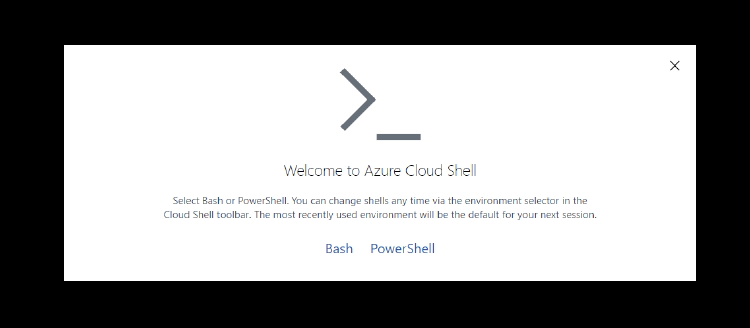 Welcome to Azure Cloud Shell
Select Bash or PowerShell. You can change shells any time via the environment selector in the
Cloud Shell toolbar. The most recently used environment will be the default for your next session.
Bash PowerShell